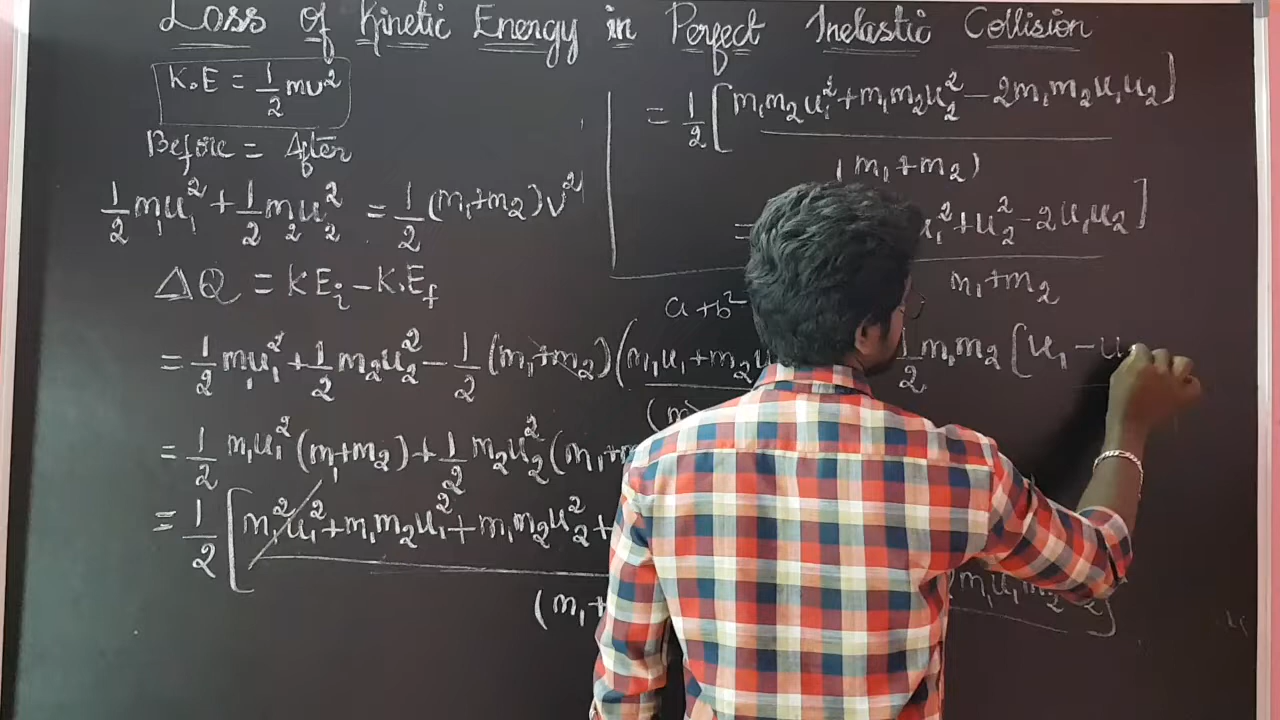 Loss of Kinetic Energy in Perfect Inelastic Collision
K.E = 1/2 mv²
Before = After
1/2 m₁u₁² + 1/2 m₂u₂² = 1/2 (m₁+m₂)v²
ΔQ = KEᵢ - K.E_f
= 1/2 m₁u₁² + 1/2 m₂u₂² - 1/2 (m₁+m₂) (m₁u₁ + m₂u
= 1/2 m₁u₁² (m₁+m₂) + 1/2 m₂u₂² (m₁+
= 1/2 [m₁²u₁² + m₁m₂u₁² + m₁m₂u₂² +
(m₁+
= 1/2 [m₁m₂u₁² + m₁m₂u₂² - 2m₁m₂u₁u₂]
(m₁+m₂)
= u₁² + u₂² - 2u₁u₂]
m₁+m₂
a + b²
1/2 m₁m₂ [u₁ - u₂
m₁u₁m₂